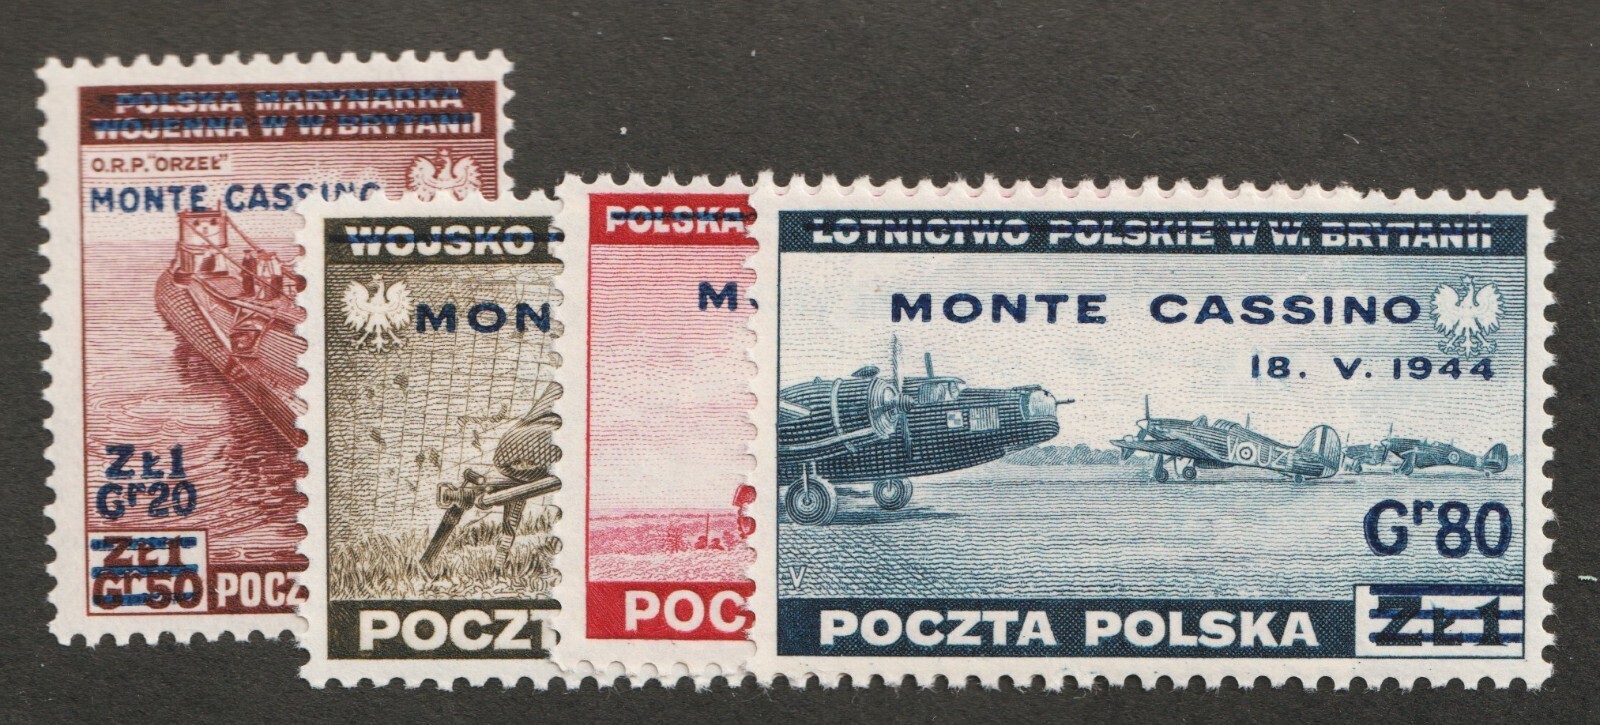 POLSKA MARYNARKA
WOJENNA W W. BRYTANII
O.R.P. "ORZEŁ"
MONTE CASSINO
ZŁ1
Gr20
ZŁ1
Gr50
POCZ
WOJSKO
MON
POCZT
POLSKA
M.
POC
LOTNICTWO POLSKIE W W. BRYTANII
MONTE CASSINO
18. V. 1944
UZ
Gr80
ZŁ1
V
POCZTA POLSKA